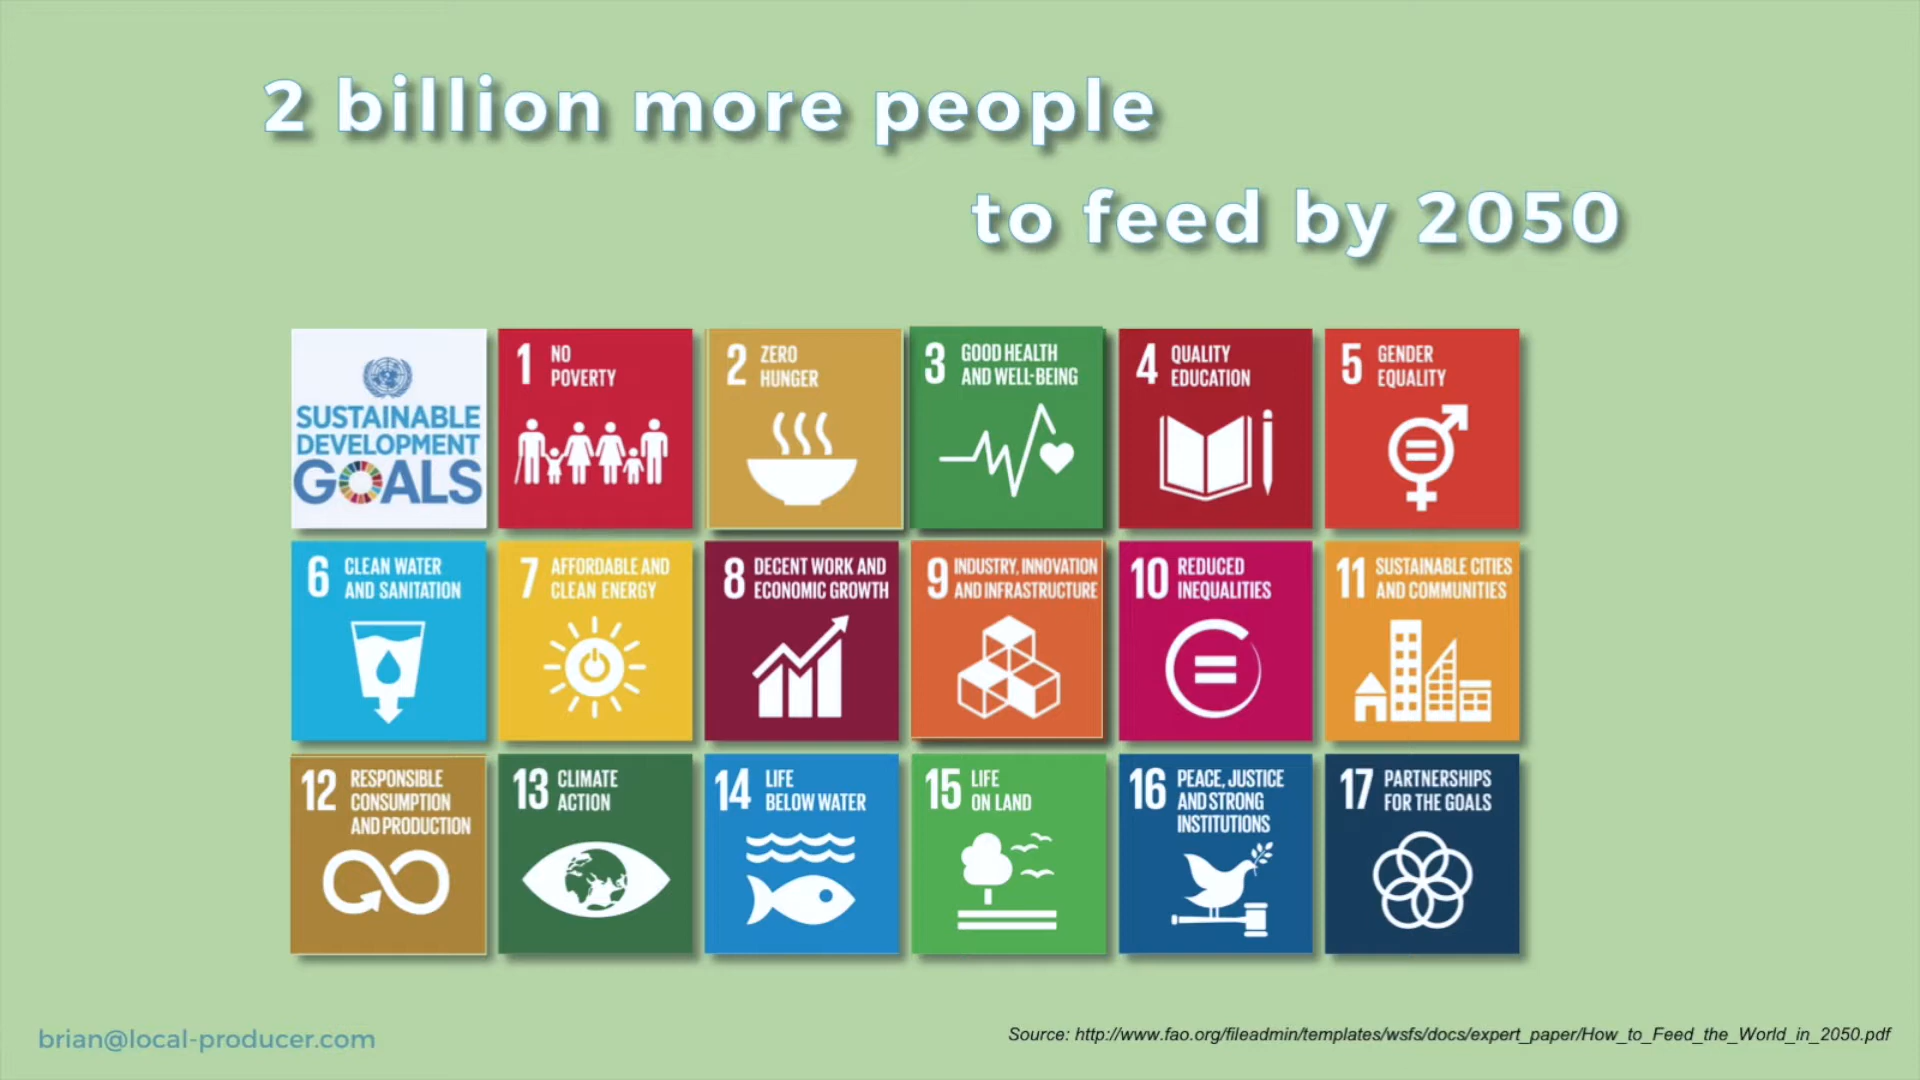 2 billion more people
to feed by 2050
SUSTAINABLE
DEVELOPMENT
GOALS
1 NO
POVERTY
2 ZERO
HUNGER
3 GOOD HEALTH
AND WELL-BEING
4 QUALITY
EDUCATION
5 GENDER
EQUALITY
6 CLEAN WATER
AND SANITATION
7 AFFORDABLE AND
CLEAN ENERGY
8 DECENT WORK AND
ECONOMIC GROWTH
9 INDUSTRY, INNOVATION
AND INFRASTRUCTURE
10 REDUCED
INEQUALITIES
11 SUSTAINABLE CITIES
AND COMMUNITIES
12 RESPONSIBLE
CONSUMPTION
AND PRODUCTION
13 CLIMATE
ACTION
14 LIFE
BELOW WATER
15 LIFE
ON LAND
16 PEACE, JUSTICE
AND STRONG
INSTITUTIONS
17 PARTNERSHIPS
FOR THE GOALS
brian@local-producer.com
Source: http://www.fao.org/fileadmin/templates/wsfs/docs/expert_paper/How_to_Feed_the_World_in_2050.pdf